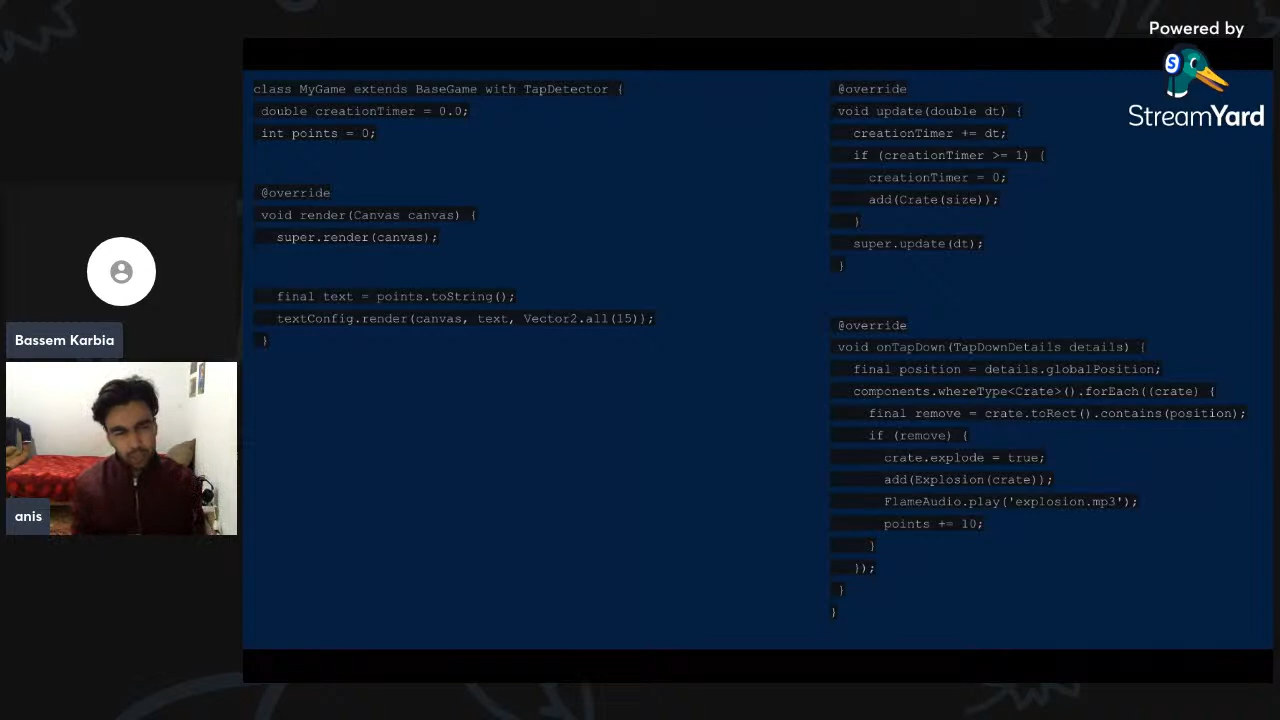 Powered by
StreamYard
class MyGame extends BaseGame with TapDetector {
double creationTimer = 0.0;
int points = 0;
@override
void render(Canvas canvas) {
super.render(canvas);
final text = points.toString();
textConfig.render(canvas, text, Vector2.all(15));
}
@override
void update(double dt) {
creationTimer += dt;
if (creationTimer >= 1) {
creationTimer = 0;
add(Crate(size));
}
super.update(dt);
}
@override
void onTapDown(TapDownDetails details) {
final position = details.globalPosition;
components.whereType<Crate>().forEach((crate) {
final remove = crate.toRect().contains(position);
if (remove) {
crate.explode = true;
add(Explosion(crate));
FlameAudio.play('explosion.mp3');
points += 10;
}
});
}
}
Bassem Karbia
anis